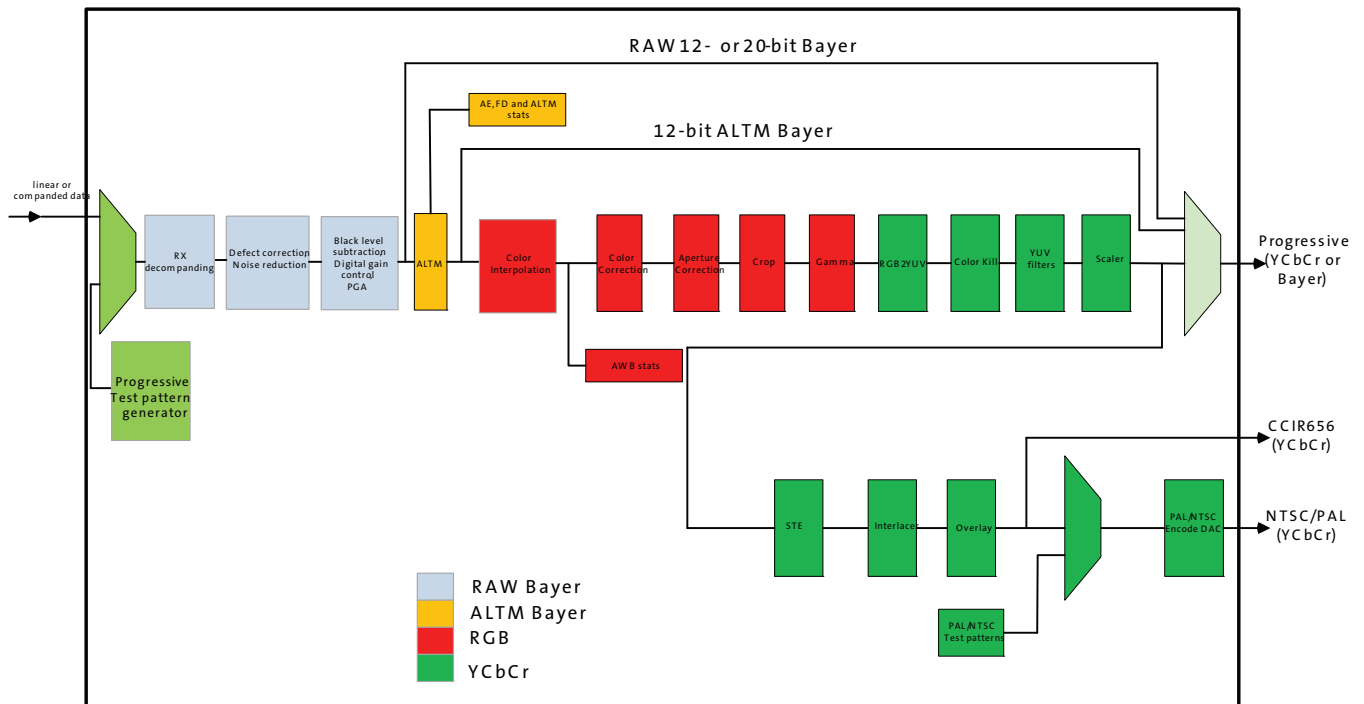 RAW 12- or 20-bit Bayer
AE, FD and ALTM
stats
12-bit ALTM Bayer
linear or
companded data
RX
decompanding
Defect correction
Noise reduction
Black level
subtraction
Digital gain
control
PGA
ALTM
Color
Interpolation
Color
Correction
Aperture
Correction
Crop
Gamma
RGB2YUV
Color Kill
YUV
filters
Scaler
Progressive
(YCbCr or
Bayer)
Progressive
Test pattern
generator
AWB stats
CCIR656
(YCbCr)
STE
Interlacer
Overlay
PAL/NTSC
Encode DAC
NTSC/PAL
(YCbCr)
PAL/NTSC
Test patterns
RAW Bayer
ALTM Bayer
RGB
YCbCr